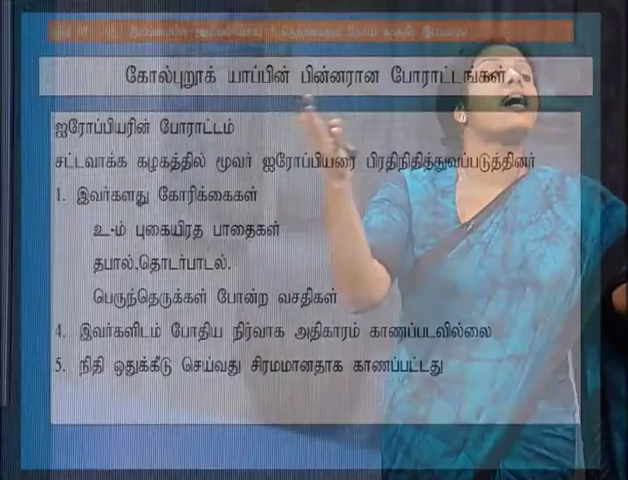 கோல்புறூக் யாப்பின் பின்னரான போராட்டங்கள்
ஐரோப்பியரின் போராட்டம்
சட்டவாக்க கழகத்தில் மூவர் ஐரோப்பியரை பிரதிநிதித்துவப்படுத்தினர்
1. இவர்களது கோரிக்கைகள்
உ-ம் புகையிரத பாதைகள்
தபால்.தொடர்பாடல்.
பெருந்தெருக்கள் போன்ற வசதிகள்
4. இவர்களிடம் போதிய நிர்வாக அதிகாரம் காணப்படவில்லை
5. நிதி ஒதுக்கீடு செய்வது சிரமமானதாக காணப்பட்டது